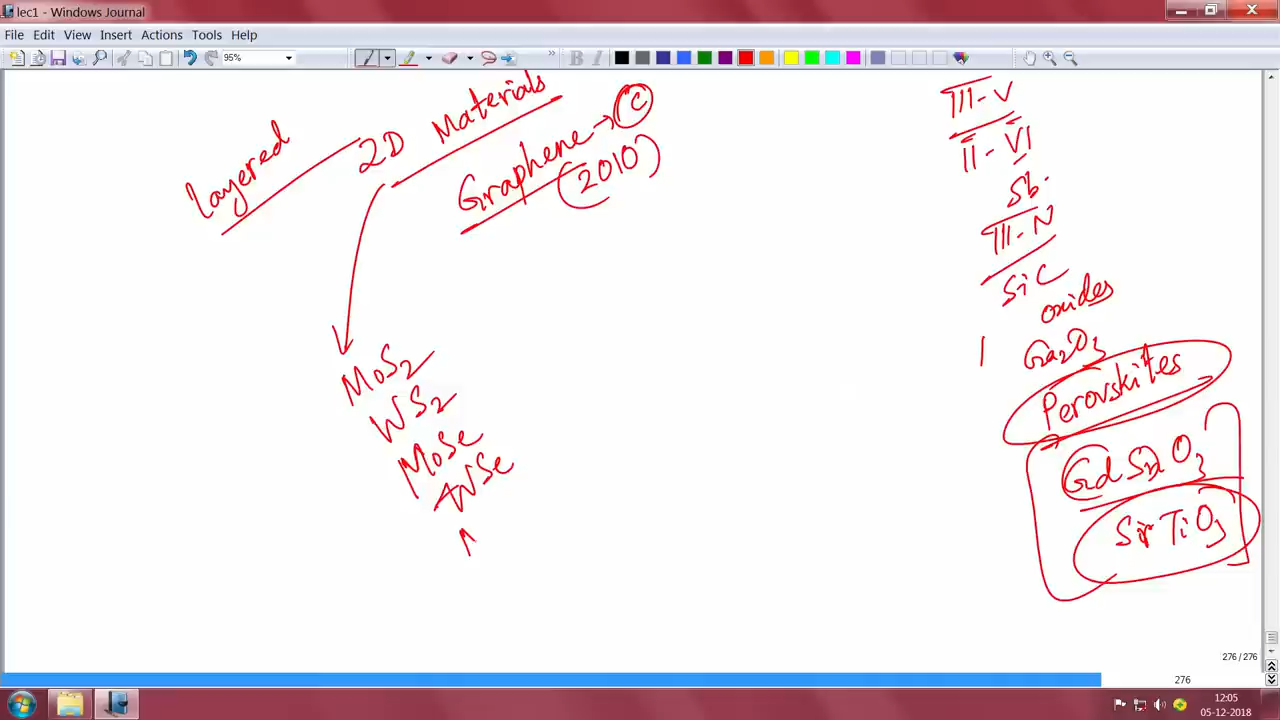 lec1 - Windows Journal
File Edit View Insert Actions Tools Help
95%
Layered 2D Materials
Graphene → C
(2010)
MoS2
WS2
MoSe
WSe
III-V
II-VI
Sb
III-N
SiC
oxides
Ga2O3
Perovskites
SrTiO3
276 / 276
276
12:05
05-12-2018